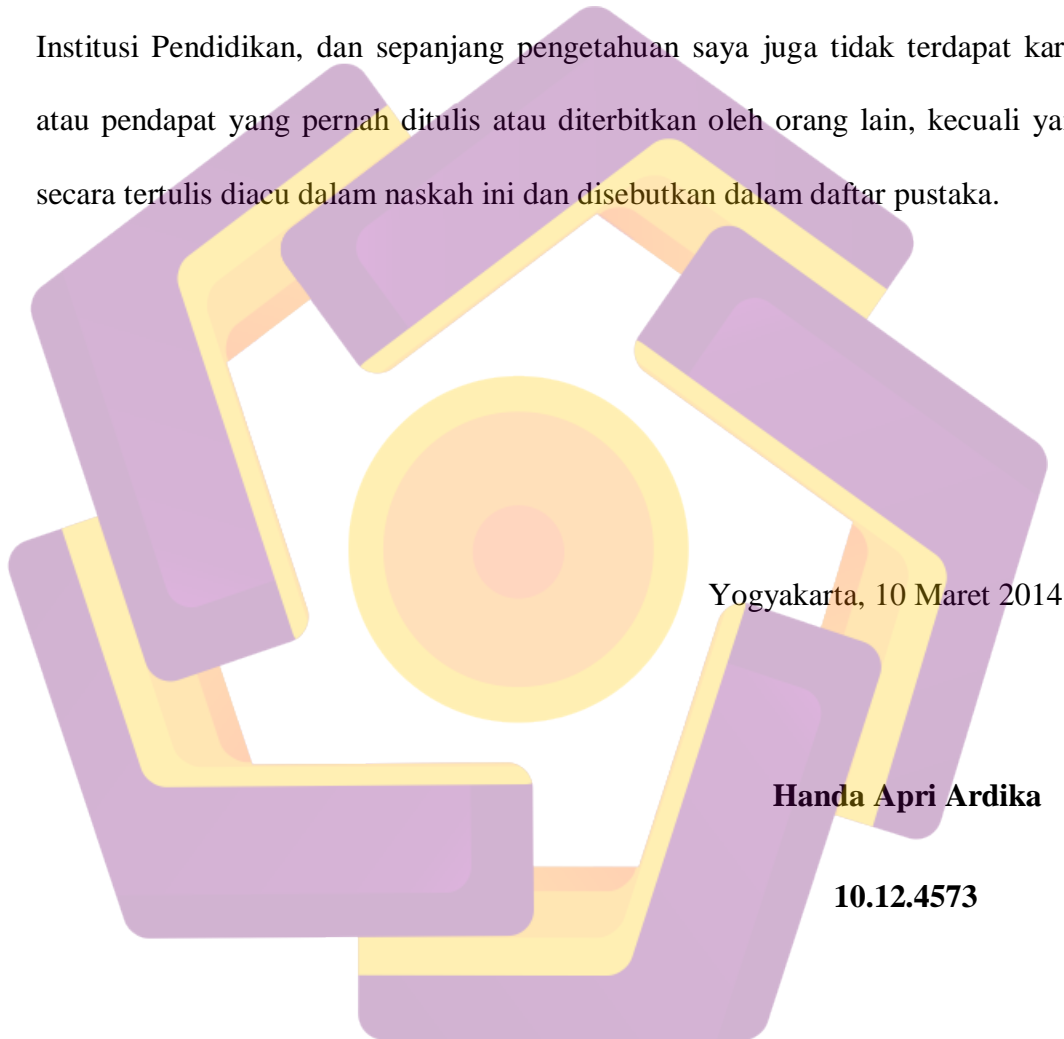 Institusi Pendidikan, dan sepanjang pengetahuan saya juga tidak terdapat kar
atau pendapat yang pernah ditulis atau diterbitkan oleh orang lain, kecuali ya
secara tertulis diacu dalam naskah ini dan disebutkan dalam daftar pustaka.
Yogyakarta, 10 Maret 2014
Handa Apri Ardika
10.12.4573